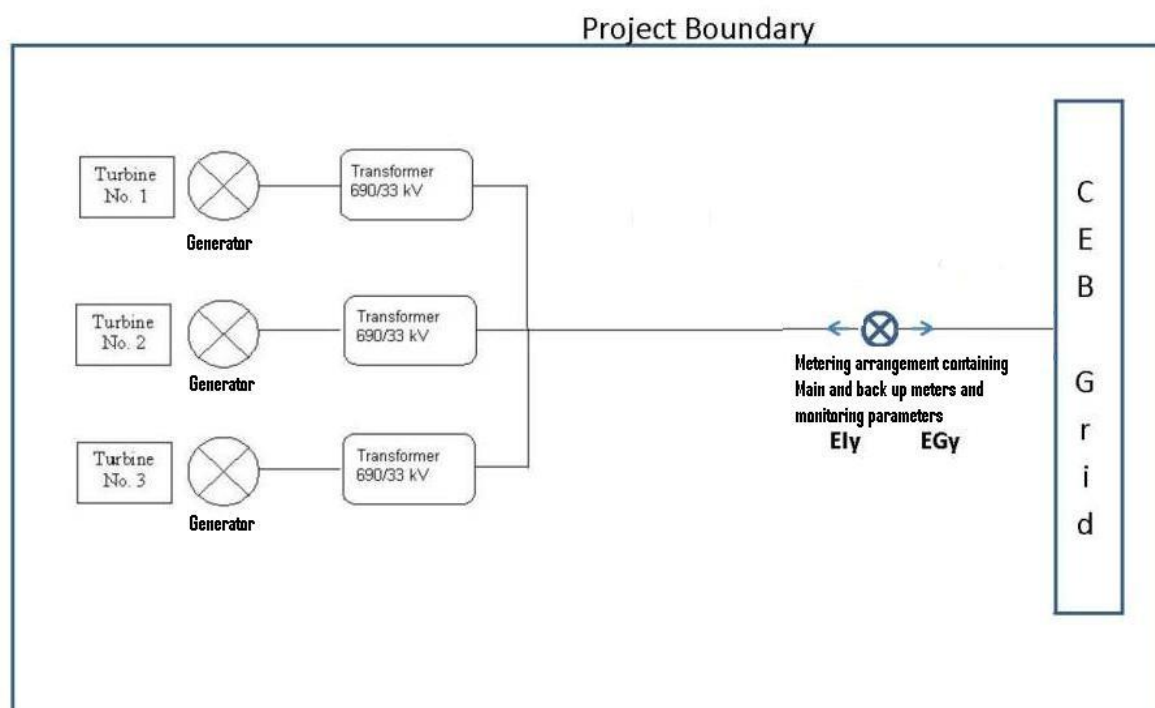 Project Boundary
Turbine
No. 1
Generator
Transformer
690/33 kV
Turbine
No. 2
Generator
Transformer
690/33 kV
Turbine
No. 3
Generator
Transformer
690/33 kV
Metering arrangement containing
Main and back up meters and
monitoring parameters
EIy EGy
C
E
B
G
r
i
d